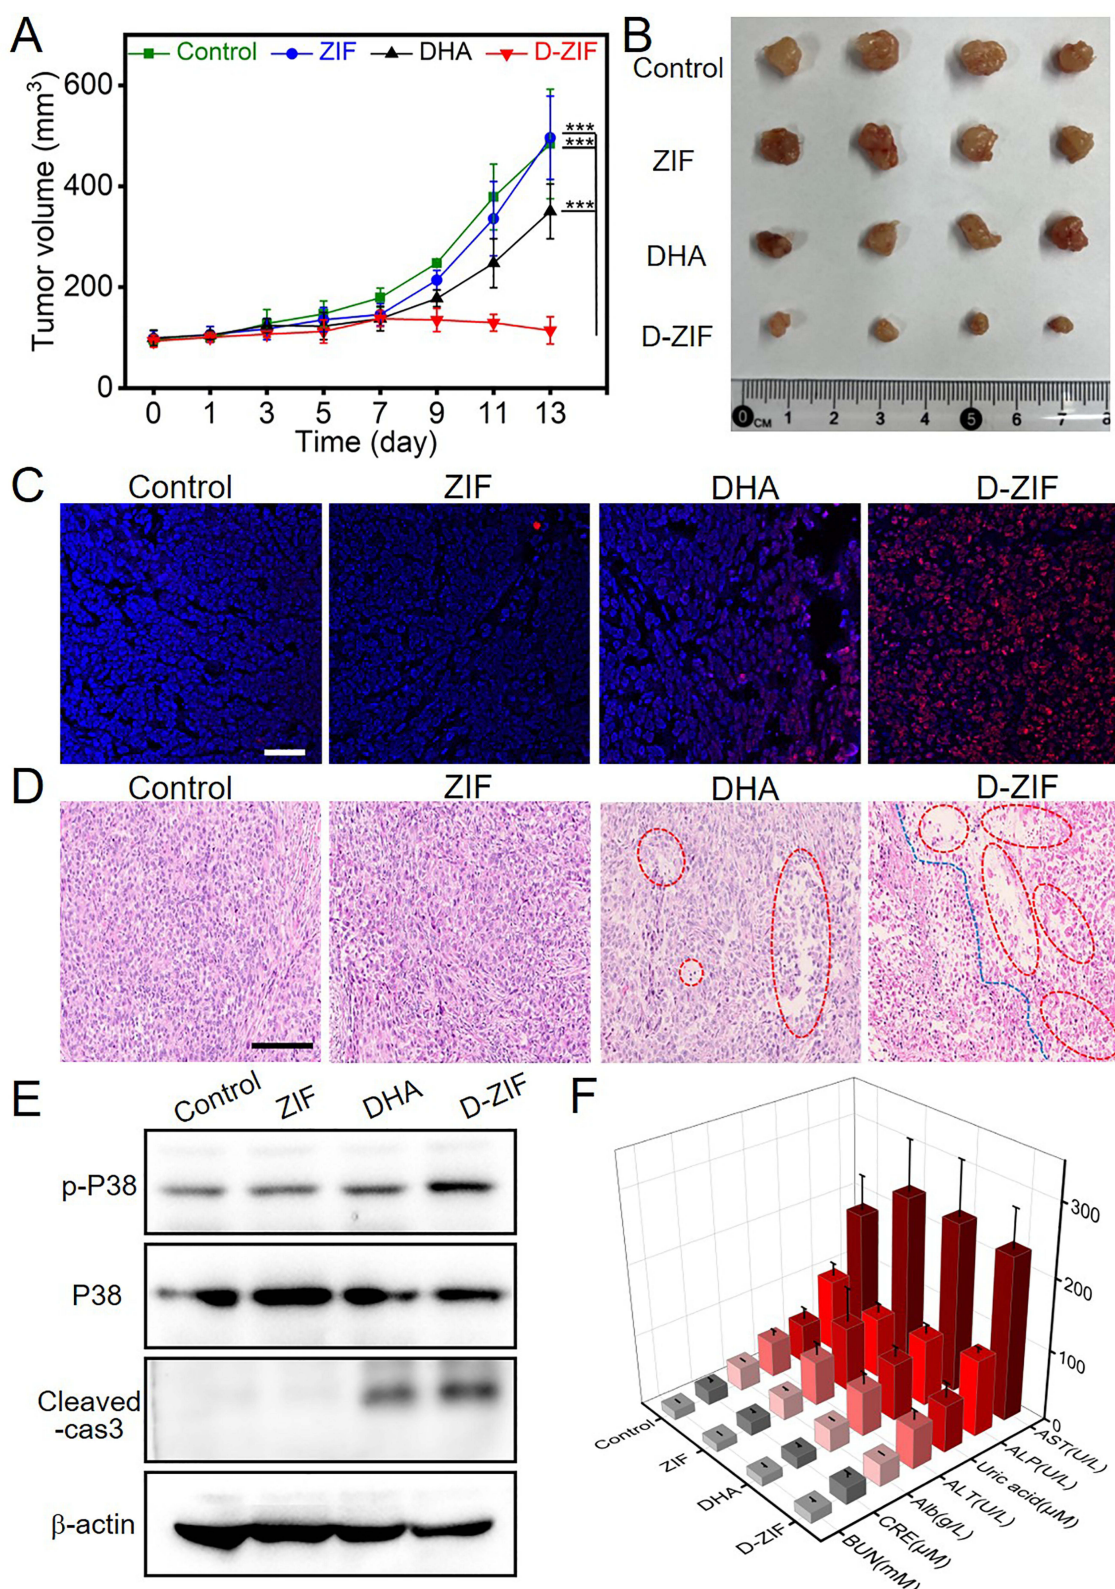 A
Control ZIF DHA D-ZIF
Tumor volume (mm³)
600
400
200
0
***
***
***
0 1 3 5 7 9 11 13
Time (day)
B
Control
ZIF
DHA
D-ZIF
0 CM 1 2 3 4 5 6 7 8
C
Control ZIF DHA D-ZIF
D
Control ZIF DHA D-ZIF
E
Control ZIF DHA D-ZIF
p-P38
P38
Cleaved
-cas3
β-actin
F
300
200
100
0
Control
ZIF
DHA
D-ZIF
AST(U/L)
ALP(U/L)
Uric acid(μM)
ALT(U/L)
Alb(g/L)
CRE(μM)
BUN(mM)